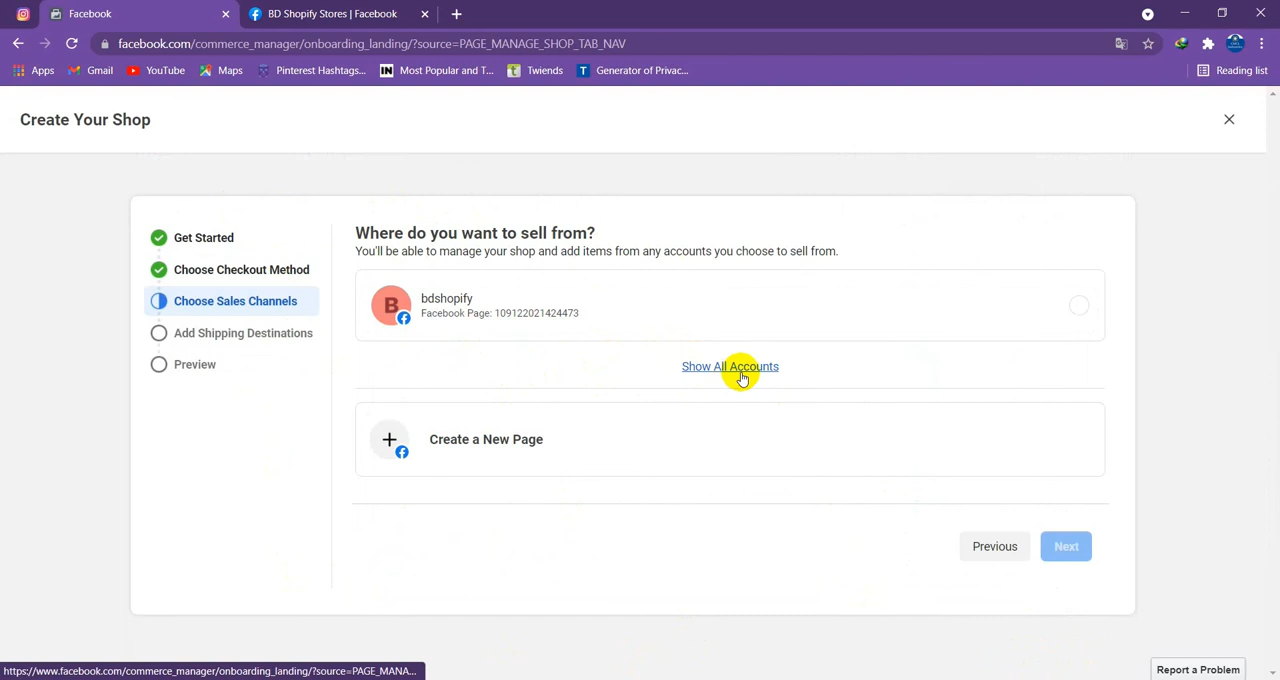 Facebook
BD Shopify Stores | Facebook
facebook.com/commerce_manager/onboarding_landing/?source=PAGE_MANAGE_SHOP_TAB_NAV
Apps
Gmail
YouTube
Maps
Pinterest Hashtags...
IN
Most Popular and T...
t
Twiends
T
Generator of Privac...
Reading list
Create Your Shop
Get Started
Choose Checkout Method
Choose Sales Channels
Add Shipping Destinations
Preview
Where do you want to sell from?
You'll be able to manage your shop and add items from any accounts you choose to sell from.
B
bdshopify
Facebook Page: 109122021424473
Show All Accounts
Create a New Page
Previous
Next
https://www.facebook.com/commerce_manager/onboarding_landing/?source=PAGE_MANA...
Report a Problem